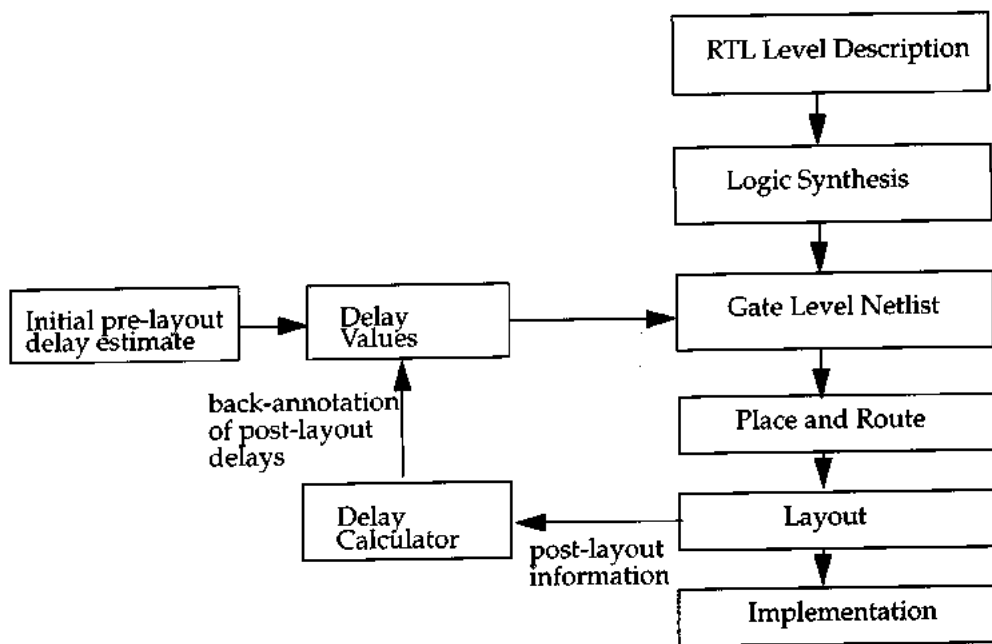 RTL Level Description
Logic Synthesis
Initial pre-layout
delay estimate
Delay
Values
Gate Level Netlist
back-annotation
of post-layout
delays
Place and Route
Delay
Calculator
post-layout
information
Layout
Implementation